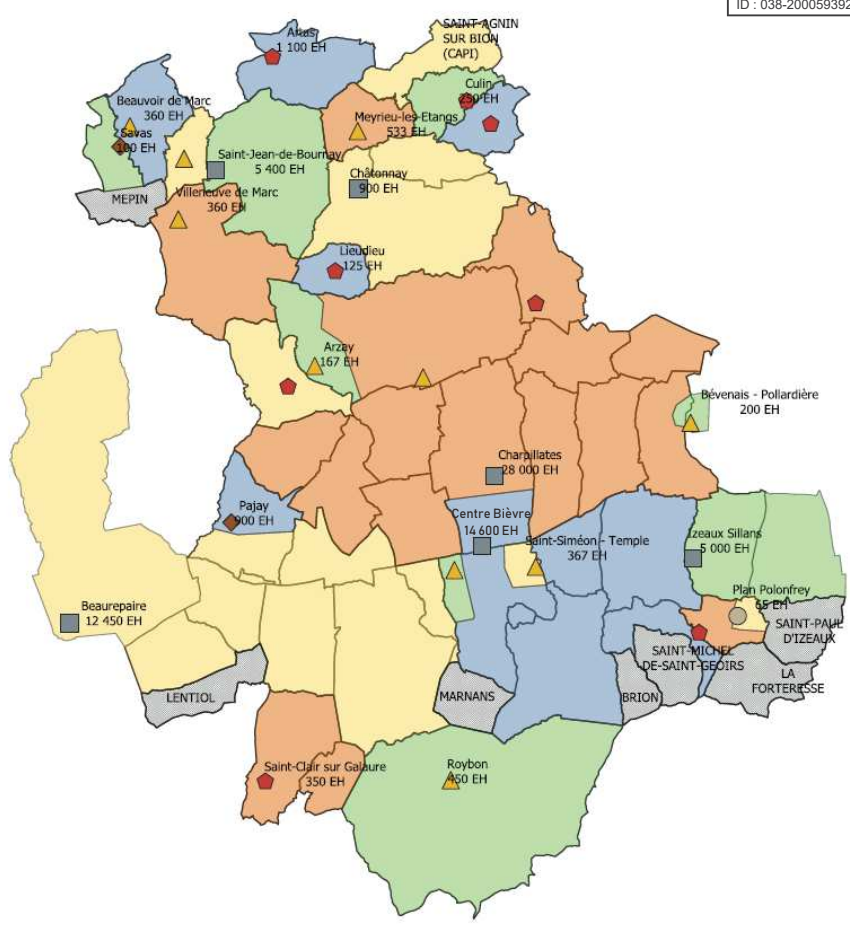 ID : 038-200059392
SAINT-AGNIN
SUR BION
(CAPI)
Artas
1 100 EH
Culin
250 EH
Beauvoir de Marc
360 EH
Meyrieu-les-Etangs
533 EH
Savas
100 EH
Saint-Jean-de-Bournay
5 400 EH
Châtonnay
900 EH
MEPIN
Villeneuve de Marc
360 EH
Lieudieu
125 EH
Arzay
167 EH
Bévenais - Pollardière
200 EH
Charpillates
28 000 EH
Pajay
900 EH
Centre Bièvre
14 600 EH
Saint-Siméon - Temple
367 EH
Izeaux Sillans
5 000 EH
Plan Polonfrey
65 EH
Beaurepaire
12 450 EH
SAINT-PAUL
D'IZEAUX
SAINT-MICHEL
DE-SAINT-GEOIRS
LA
FORTERESSE
LENTIOL
MARNANS
BRION
Saint-Clair sur Galaure
350 EH
Roybon
450 EH